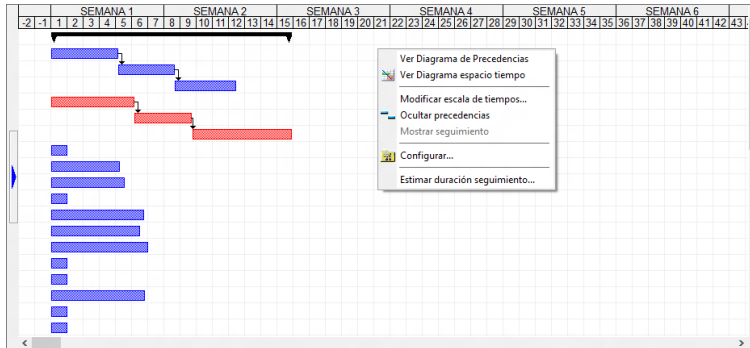 SEMANA 1 SEMANA 2 SEMANA 3 SEMANA 4 SEMANA 5 SEMANA 6
-2 -1 1 2 3 4 5 6 7 8 9 10 11 12 13 14 15 16 17 18 19 20 21 22 23 24 25 26 27 28 29 30 31 32 33 34 35 36 37 38 39 40 41 42 43
Ver Diagrama de Precedencias
Ver Diagrama espacio tiempo
Modificar escala de tiempos...
Ocultar precedencias
Mostrar seguimiento
Configurar...
Estimar duración seguimiento...